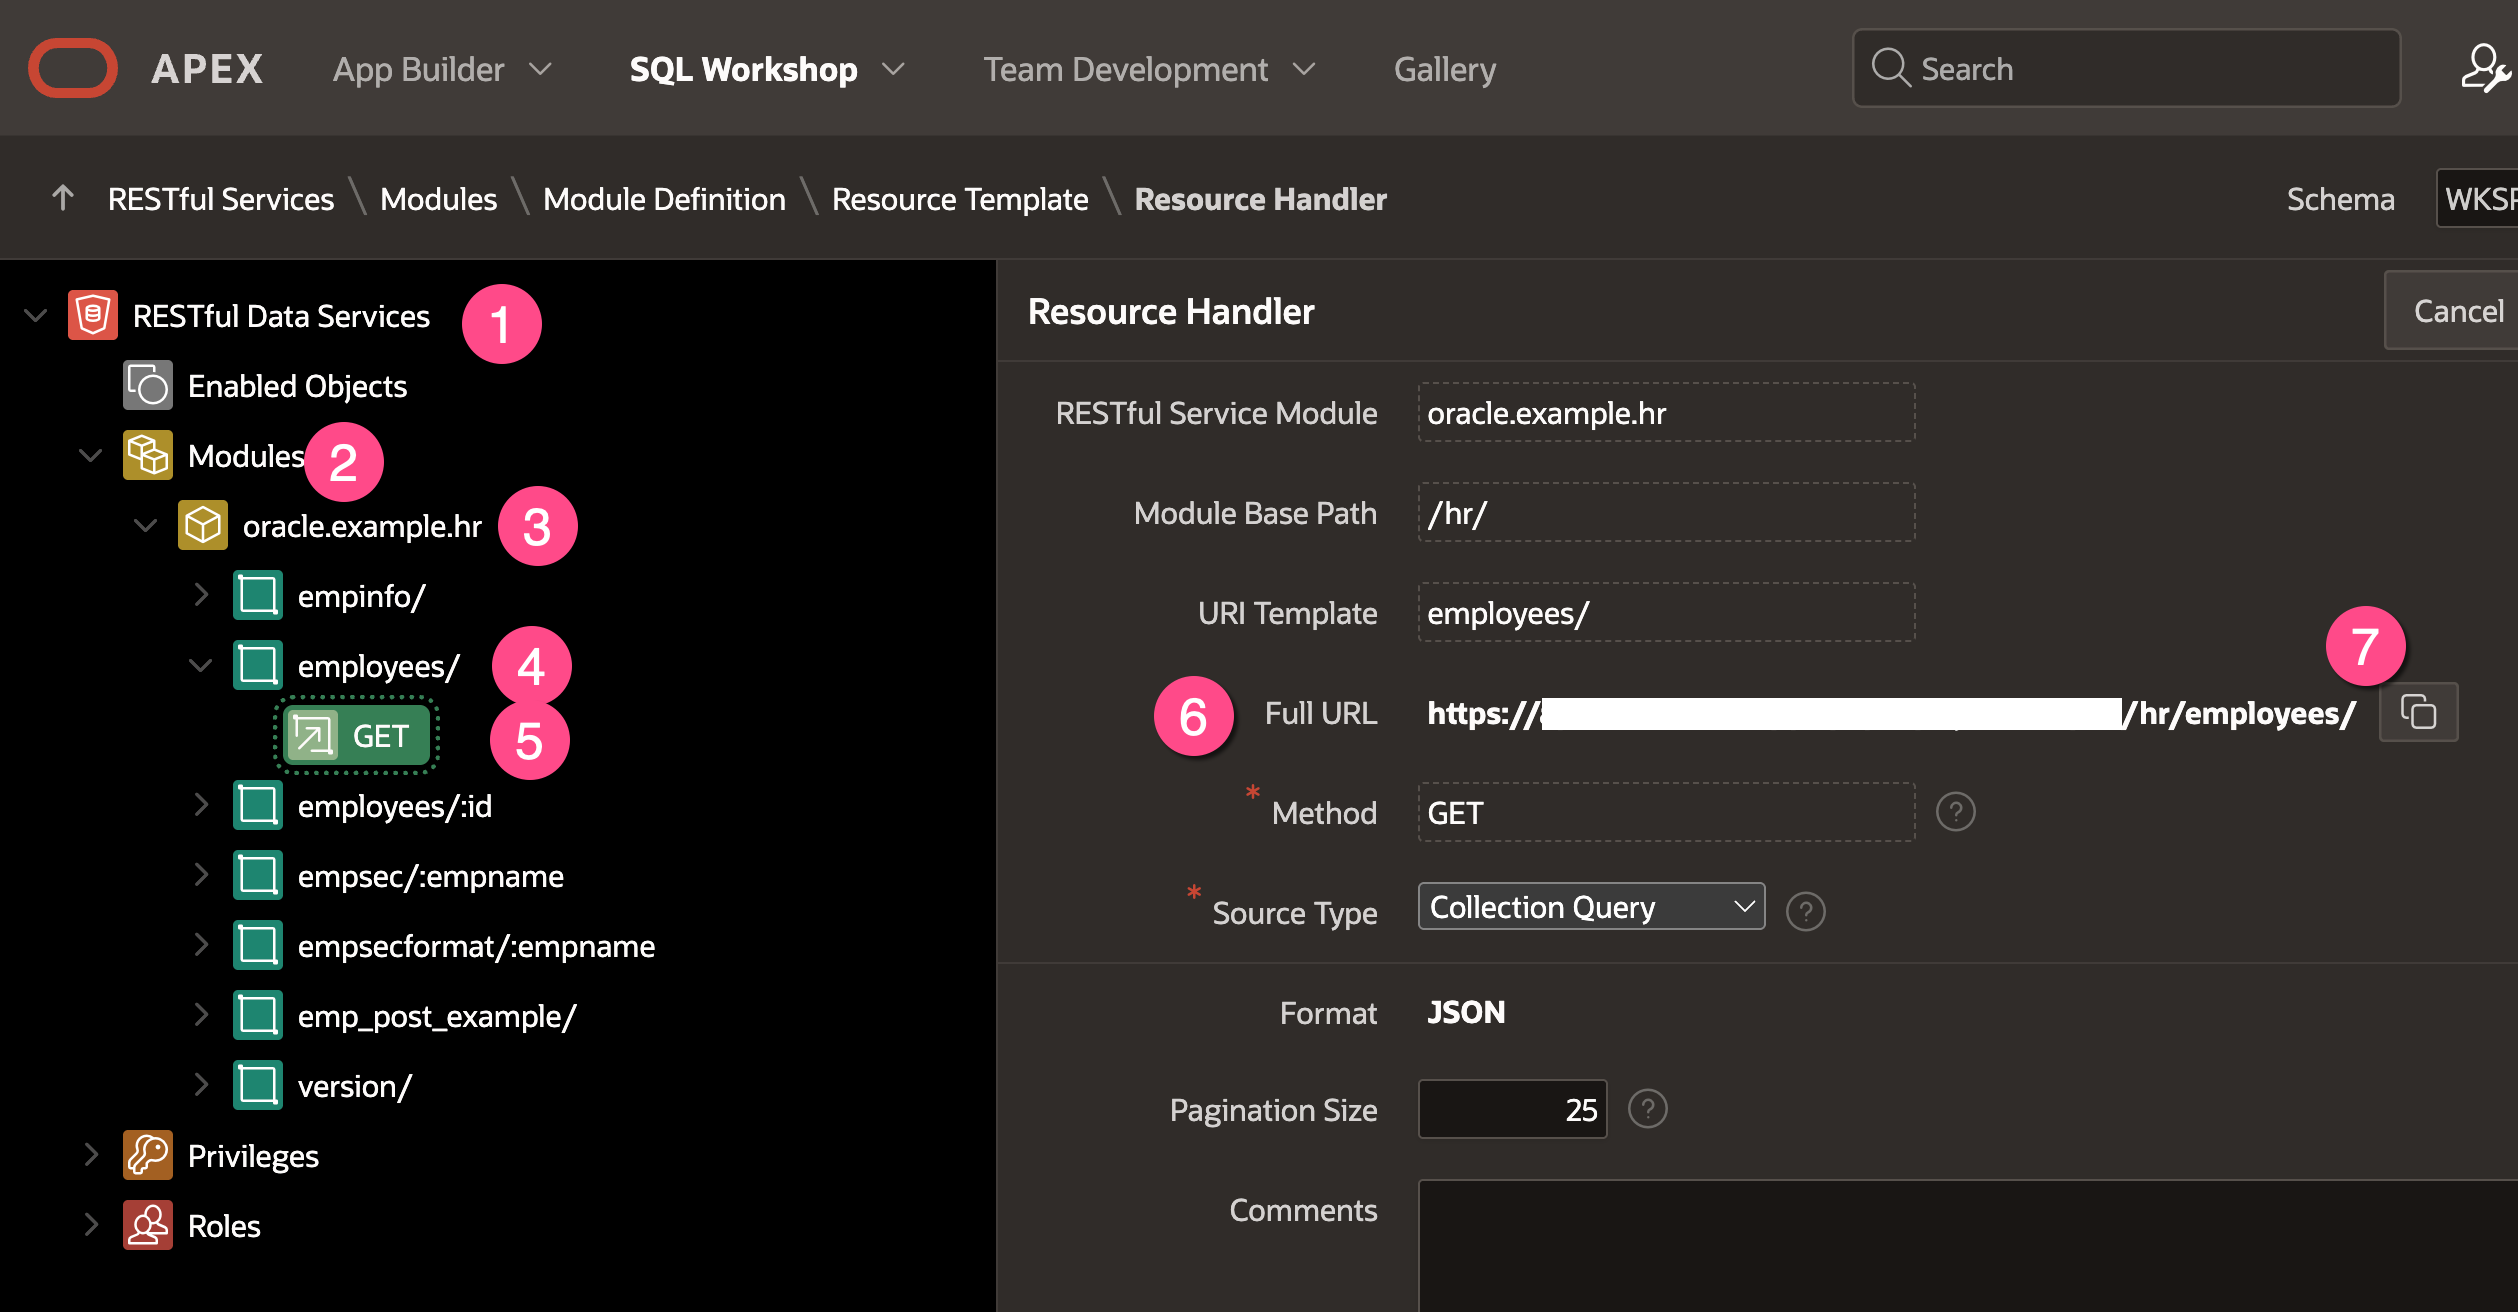 APEX App Builder SQL Workshop Team Development Gallery Search
RESTful Services \ Modules \ Module Definition \ Resource Template \ Resource Handler Schema
RESTful Data Services 1
Enabled Objects
Modules 2
oracle.example.hr 3
empinfo/
employees/ 4
GET 5
employees/:id
empsec/:empname
empsecformat/:empname
emp_post_example/
version/
Privileges
Roles
Resource Handler Cancel
RESTful Service Module oracle.example.hr
Module Base Path /hr/
URI Template employees/
7
6 Full URL https:// /hr/employees/
* Method GET ?
* Source Type Collection Query ?
Format JSON
Pagination Size 25 ?
Comments